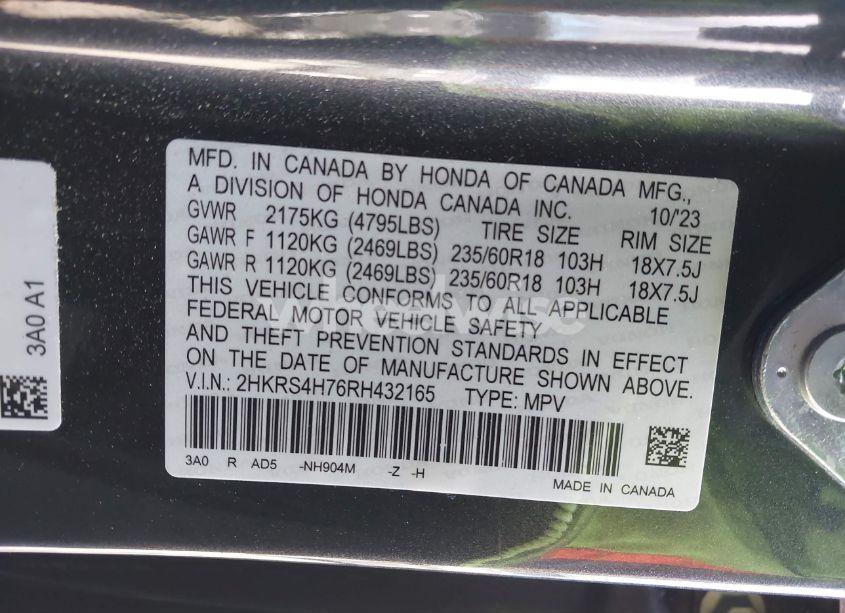 MFD. IN CANADA BY HONDA OF CANADA MFG.,
A DIVISION OF HONDA CANADA INC. 10/'23
GVWR 2175KG (4795LBS) TIRE SIZE RIM SIZE
GAWR F 1120KG (2469LBS) 235/60R18 103H 18X7.5J
GAWR R 1120KG (2469LBS) 235/60R18 103H 18X7.5J
THIS VEHICLE CONFORMS TO ALL APPLICABLE
FEDERAL MOTOR VEHICLE SAFETY
AND THEFT PREVENTION STANDARDS IN EFFECT
ON THE DATE OF MANUFACTURE SHOWN ABOVE.
V.I.N.: 2HKRS4H76RH432165 TYPE: MPV
3A0 R AD5 -NH904M -Z -H
MADE IN CANADA
3A0 A1